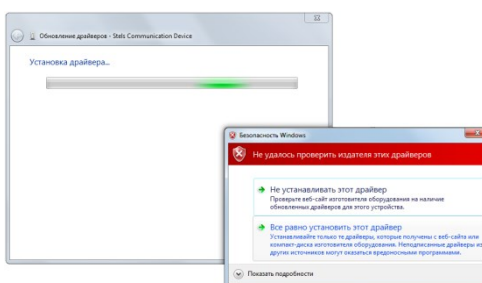 Обновление драйверов - Stels Communication Device
Установка драйвера...
Безопасность Windows
Не удалось проверить издателя этих драйверов
Не устанавливать этот драйвер
Проверьте веб-сайт изготовителя оборудования на наличие
обновленных драйверов для этого устройства.
Все равно установить этот драйвер
Устанавливайте только те драйверы, которые получены с веб-сайта или
компакт-диска изготовителя оборудования. Неподписанные драйверы из
других источников могут оказаться вредоносными программами.
Показать подробности